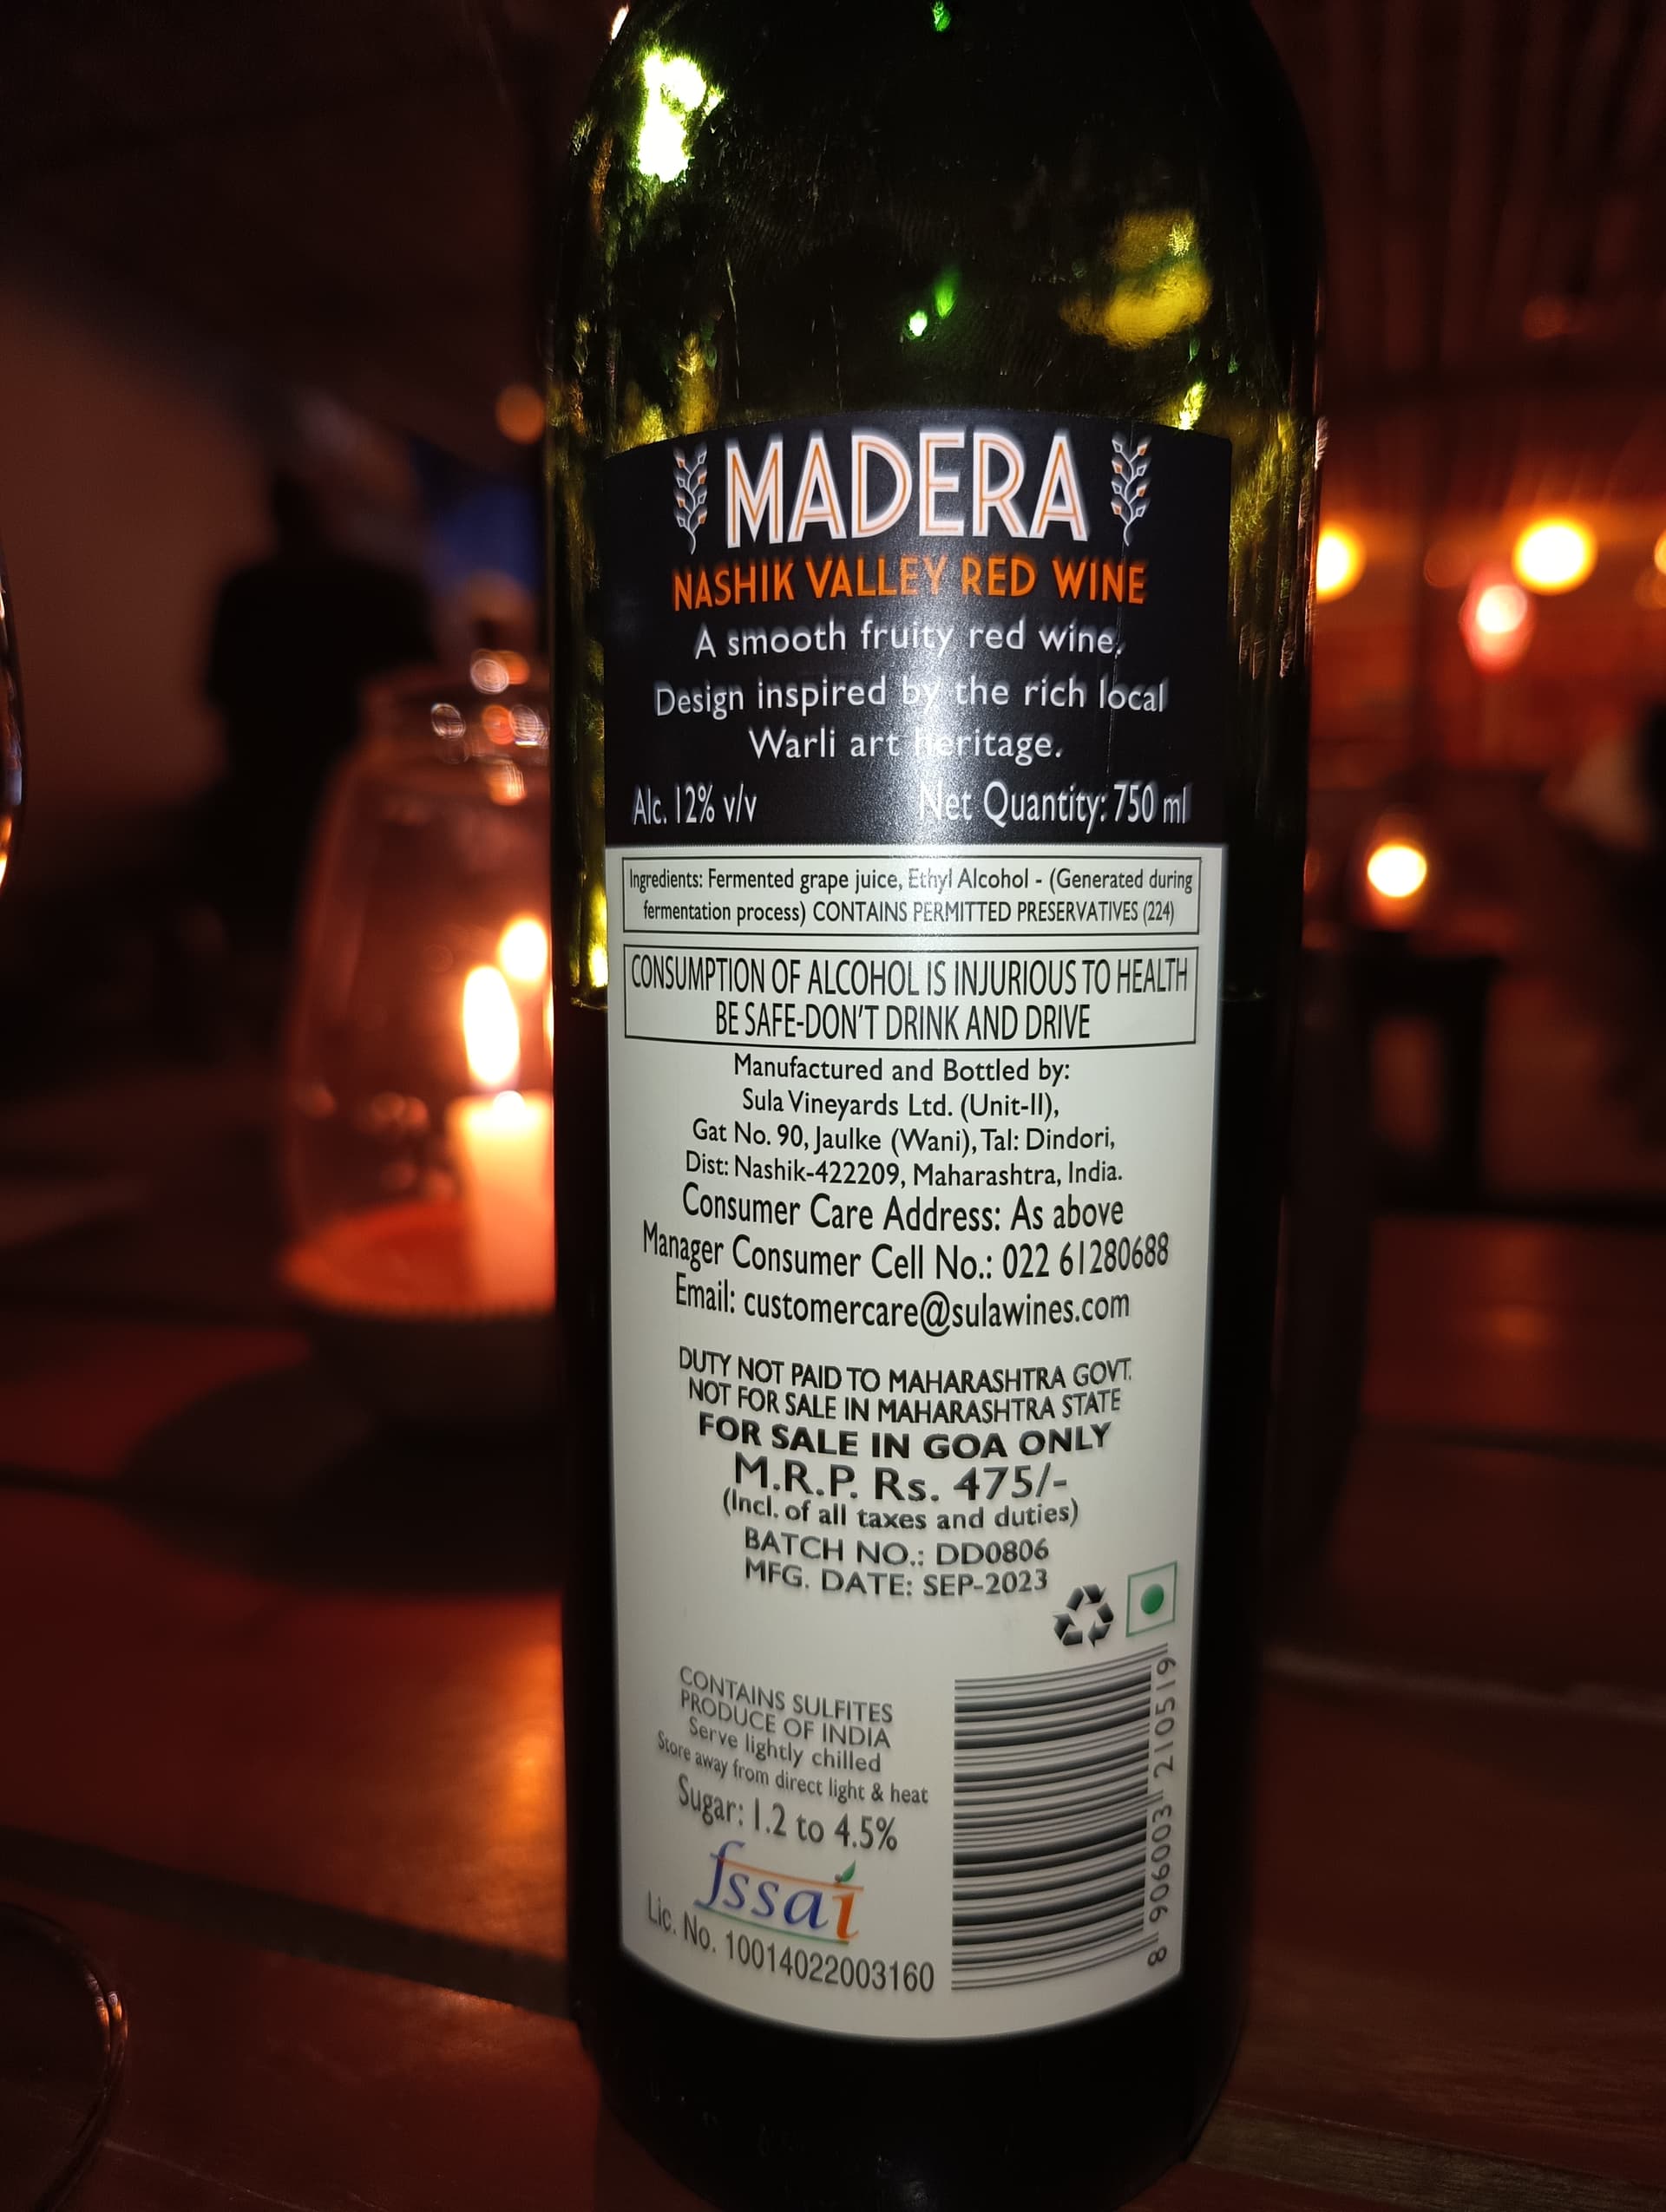 MADERA
NASHIK VALLEY RED WINE
A smooth fruity red wine.
Design inspired by the rich local
Warli art heritage.
Alc. 12% v/v Net Quantity: 750 ml
Ingredients: Fermented grape juice, Ethyl Alcohol - (Generated during
fermentation process) CONTAINS PERMITTED PRESERVATIVES (224)
CONSUMPTION OF ALCOHOL IS INJURIOUS TO HEALTH
BE SAFE-DON'T DRINK AND DRIVE
Manufactured and Bottled by:
Sula Vineyards Ltd. (Unit-II),
Gat No. 90, Jaulke (Wani), Tal: Dindori,
Dist: Nashik-422209, Maharashtra, India.
Consumer Care Address: As above
Manager Consumer Cell No.: 022 61280688
Email: customercare@sulawines.com
DUTY NOT PAID TO MAHARASHTRA GOVT.
NOT FOR SALE IN MAHARASHTRA STATE
FOR SALE IN GOA ONLY
M.R.P. Rs. 475/-
(Incl. of all taxes and duties)
BATCH NO.: DD0806
MFG. DATE: SEP-2023
CONTAINS SULFITES
PRODUCE OF INDIA
Serve lightly chilled
Store away from direct light & heat
Sugar: 1.2 to 4.5%
fssai
Lic. No. 10014022003160
8 906003 210519